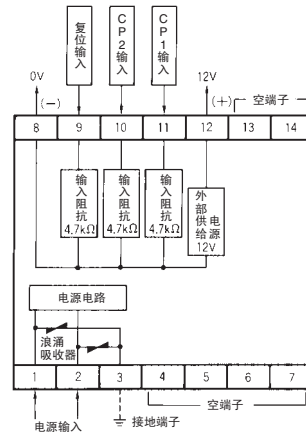 复位输入
CP2输入
CP1输入
0V
12V
(－)
(＋)
空端子
8 9 10 11 12 13 14
输入阻抗 4.7kΩ
输入阻抗 4.7kΩ
输入阻抗 4.7kΩ
外部供给电源 12V
电源电路
浪涌
吸收器
1 2 3 4 5 6 7
电源输入
接地端子
空端子